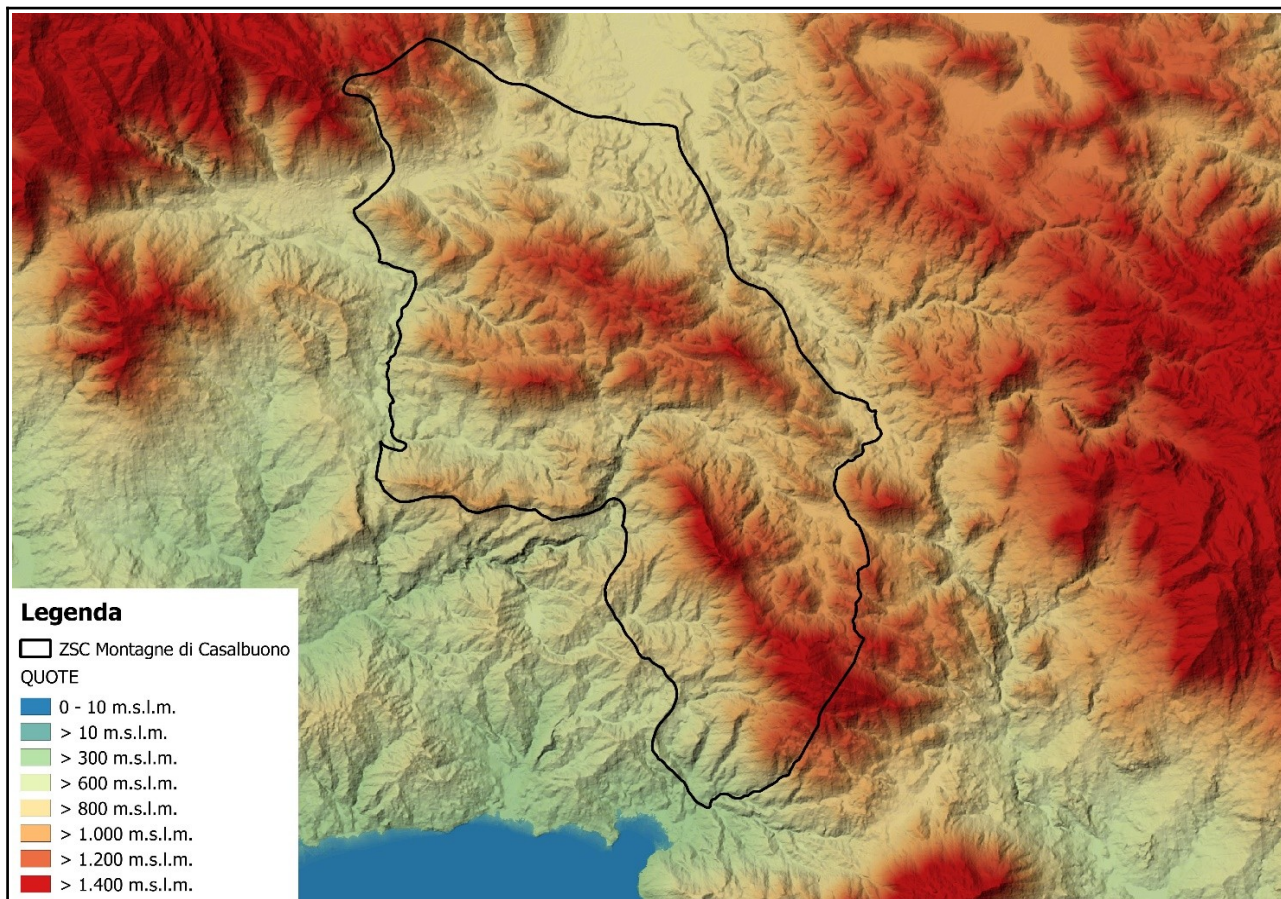 Legenda
ZSC Montagne di Casalbuono
QUOTE
0 - 10 m.s.l.m.
> 10 m.s.l.m.
> 300 m.s.l.m.
> 600 m.s.l.m.
> 800 m.s.l.m.
> 1.000 m.s.l.m.
> 1.200 m.s.l.m.
> 1.400 m.s.l.m.